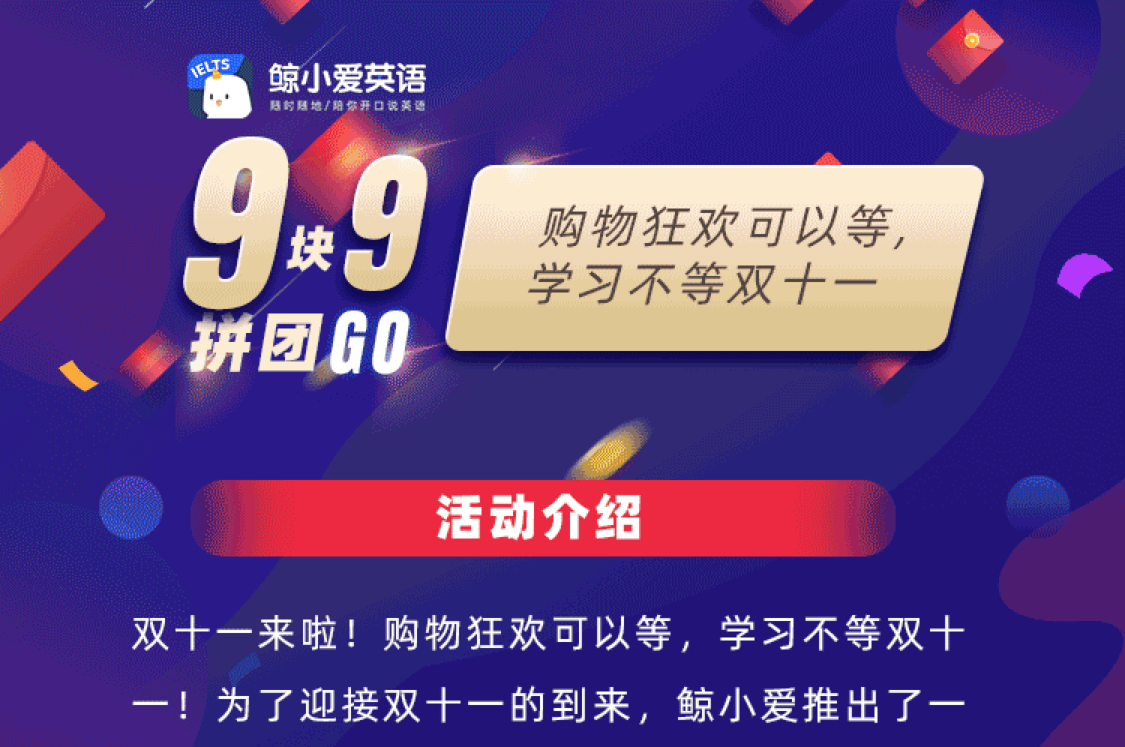 IELTS
鲸小爱英语
随时随地/陪你开口说英语
9块9
拼团GO
购物狂欢可以等,
学习不等双十一
活动介绍
双十一来啦！购物狂欢可以等，学习不等双十
一！为了迎接双十一的到来，鲸小爱推出了一